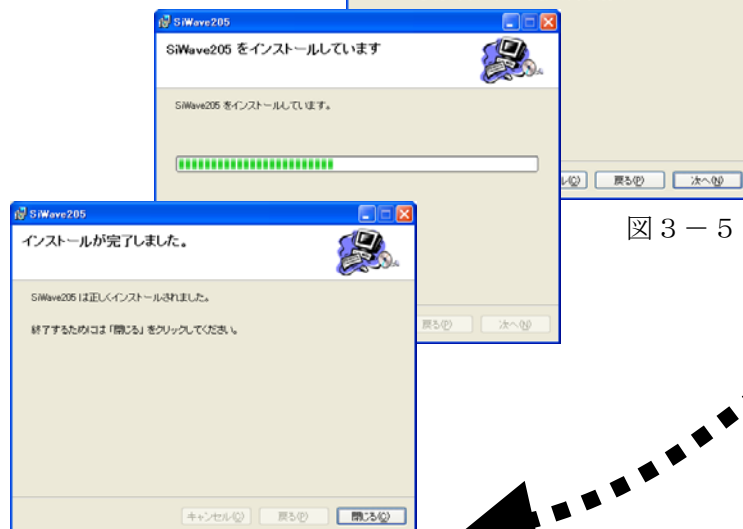 SiWave205
SiWave205 をインストールしています
SiWave205 をインストールしています。
戻る(P)
次へ(N)
図３－５
SiWave205
インストールが完了しました。
SiWave205 は正しくインストールされました。
終了するためには「閉じる」をクリックしてください。
戻る(P)
次へ(N)
キャンセル(C)
戻る(P)
閉じる(C)